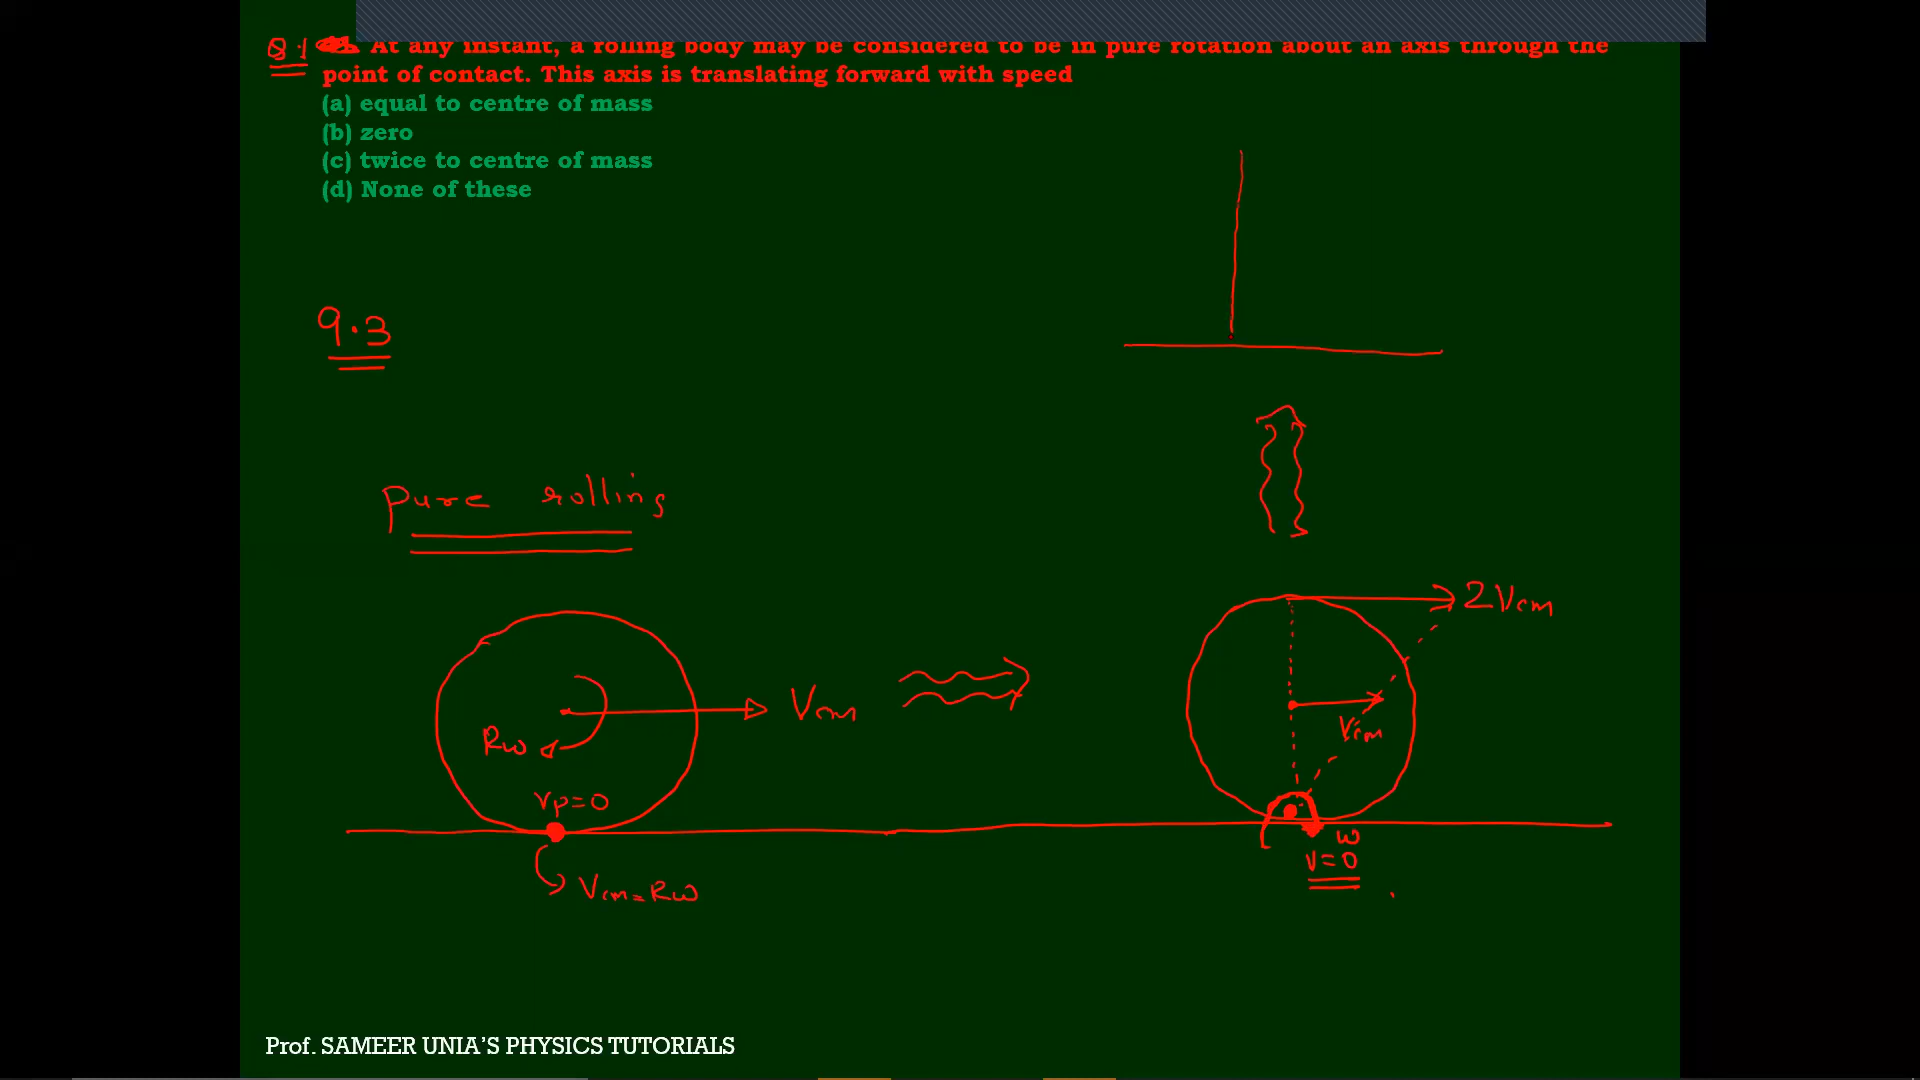 Q.1 At any instant, a rolling body may be considered to be in pure rotation about an axis through the
point of contact. This axis is translating forward with speed
(a) equal to centre of mass
(b) zero
(c) twice to centre of mass
(d) None of these
9.3
Pure rolling
2Vcm
Vcm
Rω
Vcm
Vp=0
ω
V=0
Vcm=Rω
Prof. SAMEER UNIA'S PHYSICS TUTORIALS